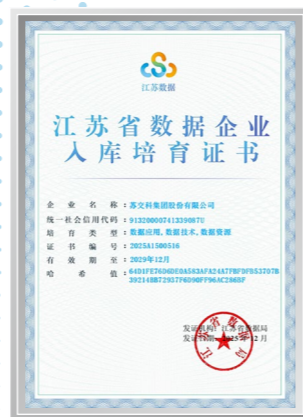 江苏数据
江苏省数据企业
入库培育证书
企业名称：苏交科集团股份有限公司
统一社会信用代码：91320000741339087U
培育类型：数据应用、数据技术、数据资源
证书编号：2025A1500516
有效期至：2029年12月
哈希值：
发证机构：江苏省数据局